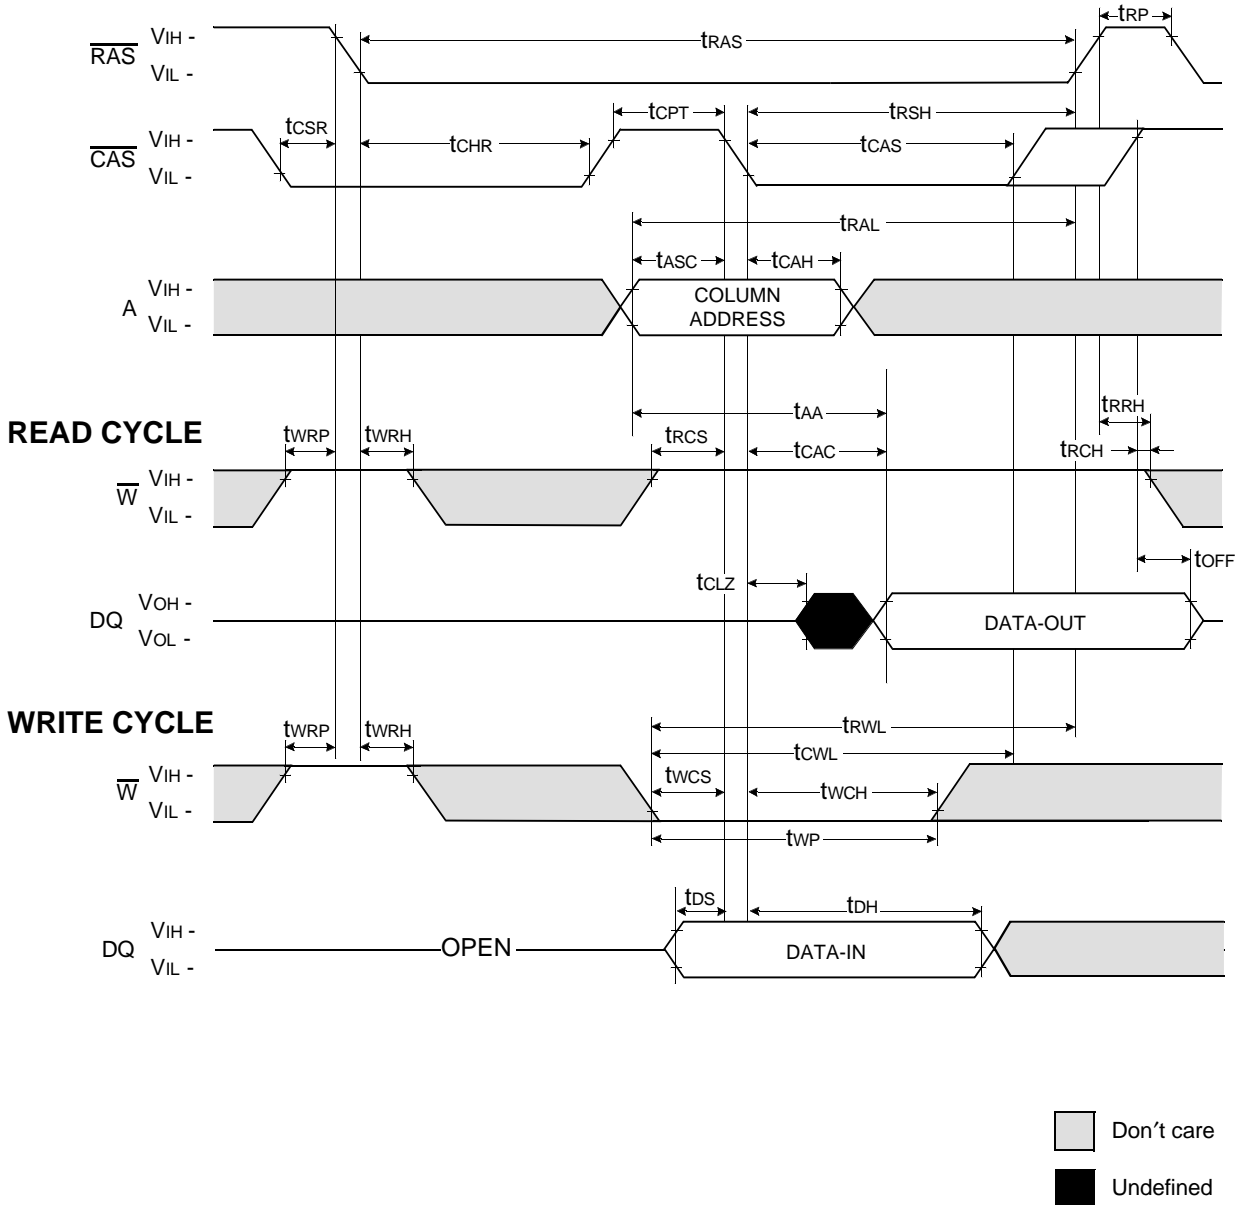 tRP
RAS VIH - tRAS
VIL -
tCPT tRSH
tCSR
CAS VIH - tCHR tCAS
VIL -
tRAL
tASC tCAH
A VIH - COLUMN
VIL - ADDRESS
tAA tRRH
READ CYCLE
tWRP tWRH tRCS tCAC tRCH
W VIH -
VIL -
tCLZ tOFF
DQ VOH -
VOL - DATA-OUT
WRITE CYCLE
tWRP tWRH tRWL
tCWL
W VIH - tWCS tWCH
VIL -
tWP
tDS tDH
DQ VIH - OPEN DATA-IN
VIL -
Don't care
Undefined